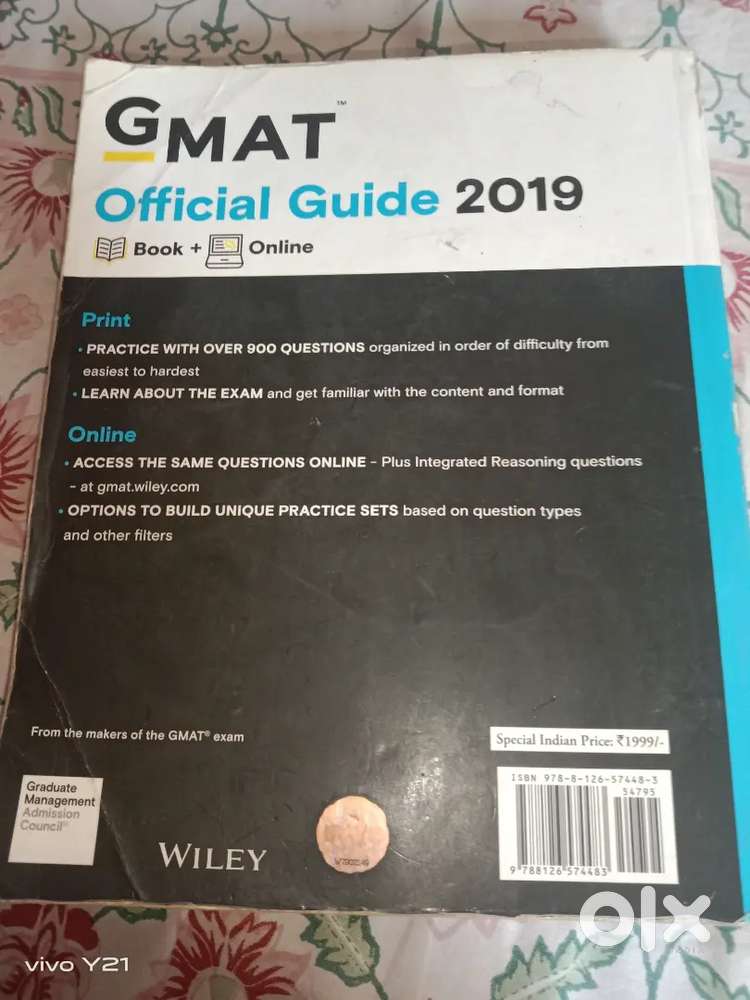 GMAT™
Official Guide 2019
Book + Online
Print
• PRACTICE WITH OVER 900 QUESTIONS organized in order of difficulty from
easiest to hardest
• LEARN ABOUT THE EXAM and get familiar with the content and format
Online
• ACCESS THE SAME QUESTIONS ONLINE – Plus Integrated Reasoning questions
– at gmat.wiley.com
• OPTIONS TO BUILD UNIQUE PRACTICE SETS based on question types
and other filters
From the makers of the GMAT® exam
Special Indian Price: ₹1999/-
Graduate
Management
Admission
Council
ISBN 978-8-126-57448-3
54795
9 788126 574483
WILEY
olx
vivo Y21